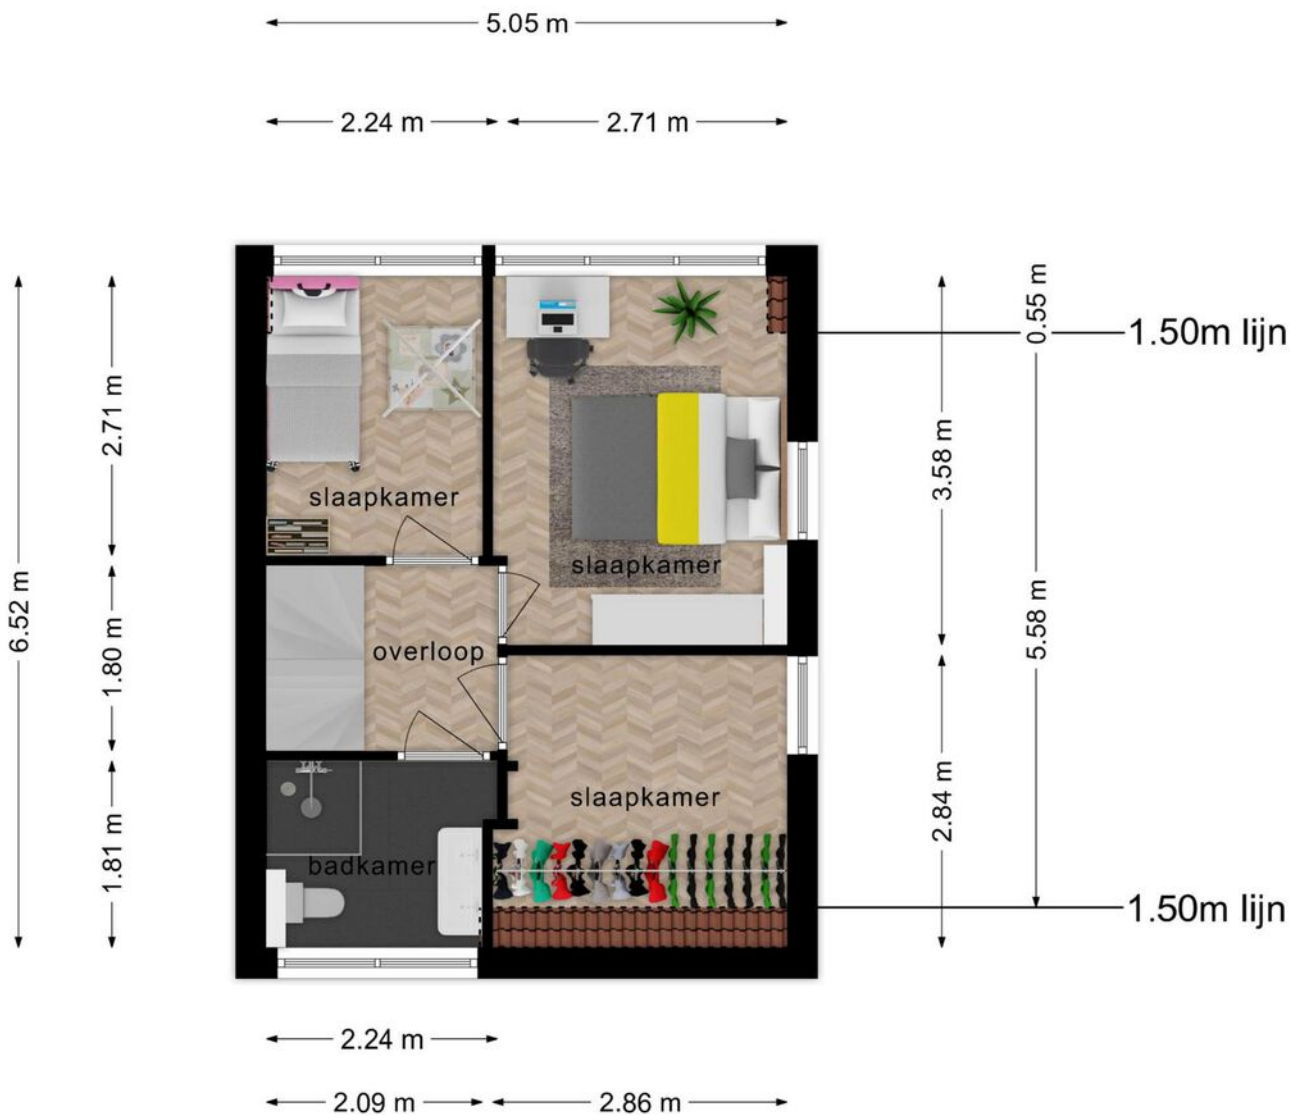 5.05 m
2.24 m
2.71 m
0.55 m
1.50m lijn
2.71 m
3.58 m
slaapkamer
slaapkamer
6.52 m
1.80 m
overloop
5.58 m
slaapkamer
2.84 m
1.81 m
badkamer
1.50m lijn
2.24 m
2.09 m
2.86 m